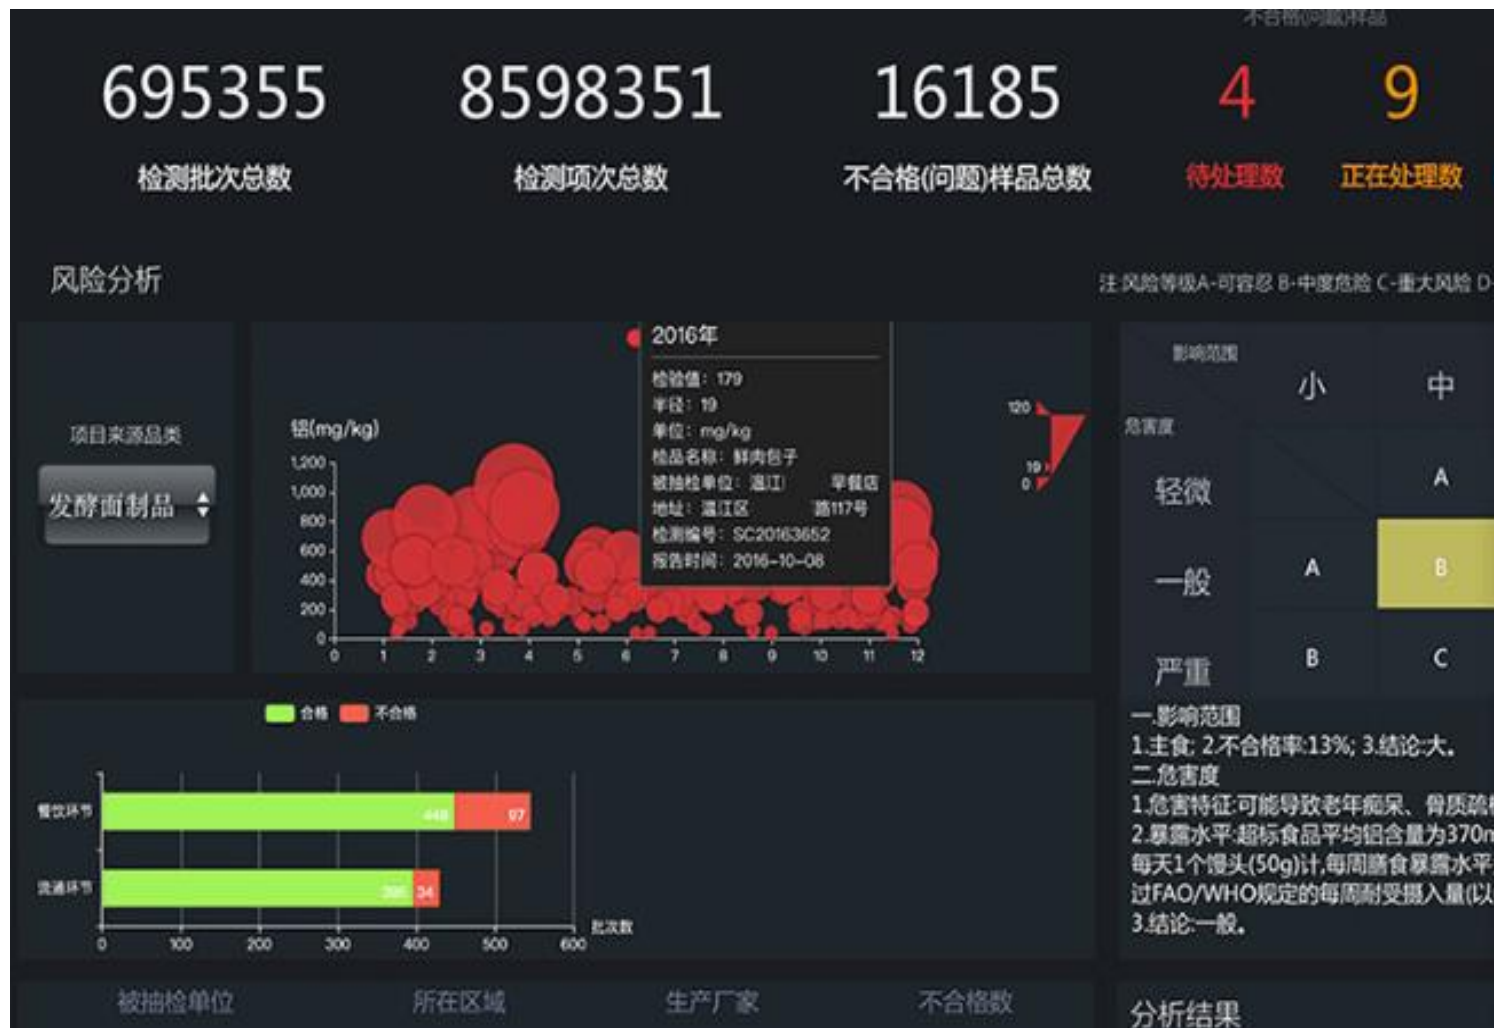 不合格(问题)样品
695355
8598351
16185
4
9
检测批次总数
检测项次总数
不合格(问题)样品总数
待处理数
正在处理数
风险分析
注:风险等级A-可容忍 B-中度危险 C-重大风险 D-
项目来源品类
发酵面制品
铝(mg/kg)
1,200
1,000
800
600
400
200
0
0 1 2 3 4 5 6 7 8 9 10 11 12
2016年
检验值：179
半径：19
单位：mg/kg
检品名称：鲜肉包子
被抽检单位：温江 早餐店
地址：温江区 路117号
检测编号：SC20163652
报告时间：2016-10-08
120
19
0
影响范围
小 中
危害度
轻微 A
一般 A B
严重 B C
合格 不合格
餐饮环节 448 97
流通环节 34
0 100 200 300 400 500 600
批次数
一.影响范围
1.主食; 2.不合格率:13%; 3.结论:大。
二.危害度
1.危害特征:可能导致老年痴呆、骨质疏
2.暴露水平:超标食品平均铝含量为370m
每天1个馒头(50g)计,每周膳食暴露水平
过FAO/WHO规定的每周耐受摄入量(以
3.结论:一般。
被抽检单位 所在区域 生产厂家 不合格数
分析结果